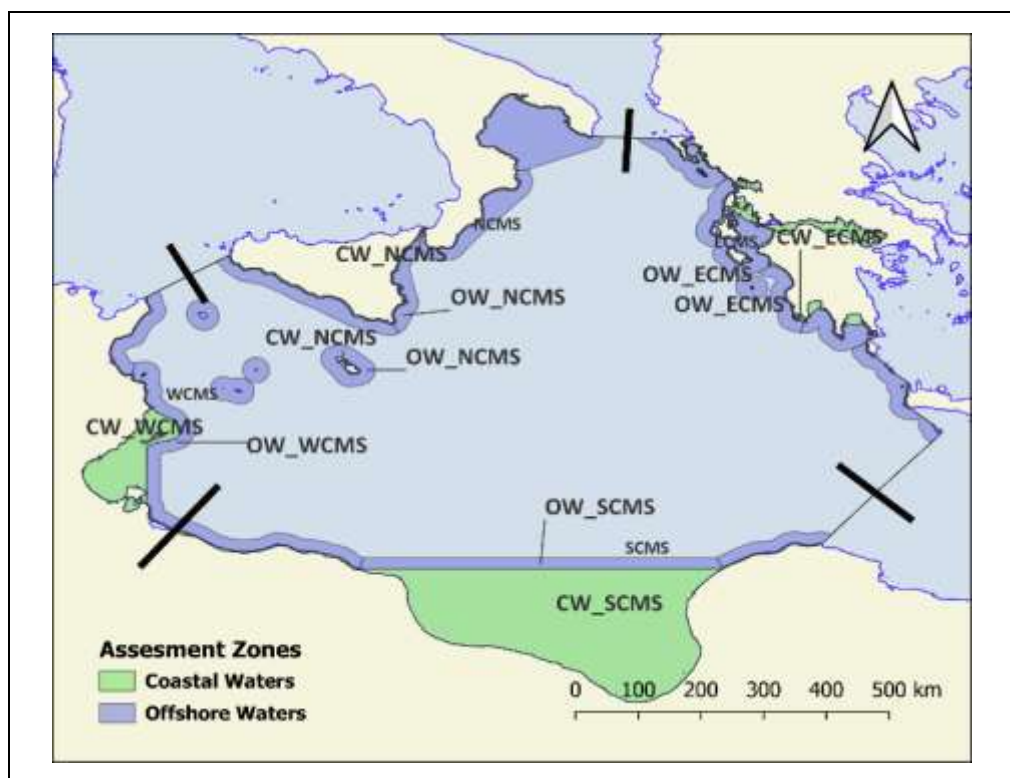 NCMS
CW_NCMS
CW_ECMS
ECMS
OW_ECMS
OW_NCMS
OW_ECMS
CW_NCMS
OW_NCMS
WCMS
CW_WCMS
OW_WCMS
OW_SCMS
SCMS
CW_SCMS
Assesment Zones
Coastal Waters
Offshore Waters
0 100 200 300 400 500 km